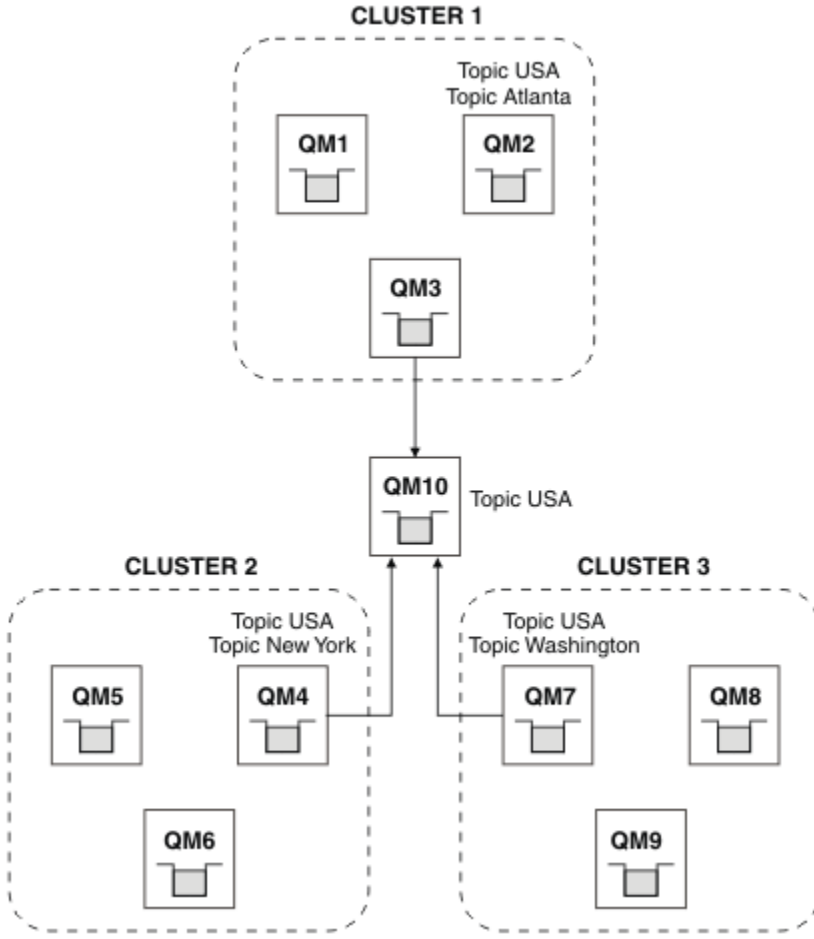 CLUSTER 1
Topic USA
Topic Atlanta
QM1
QM2
QM3
QM10
Topic USA
CLUSTER 2
CLUSTER 3
Topic USA
Topic New York
Topic USA
Topic Washington
QM5
QM4
QM7
QM8
QM6
QM9